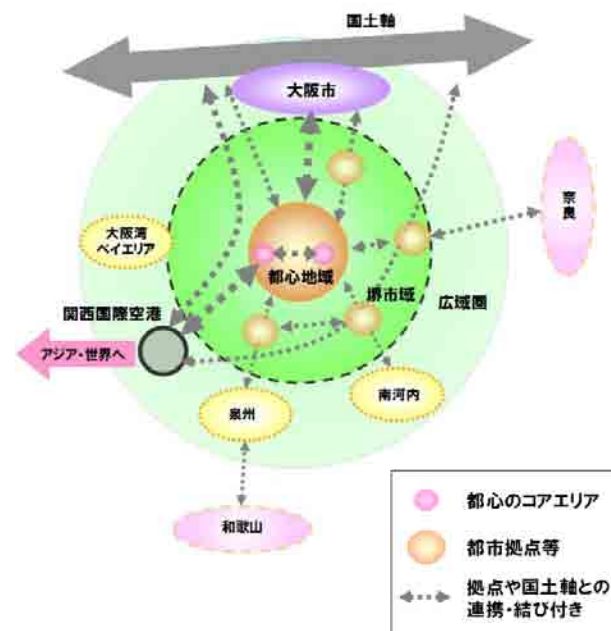 国土軸
大阪市
奈良
大阪湾
ベイエリア
都心地域
堺市域
広域圏
関西国際空港
アジア・世界へ
泉州
南河内
和歌山
都心のコアエリア
都市拠点等
拠点や国土軸との
連携・結び付き